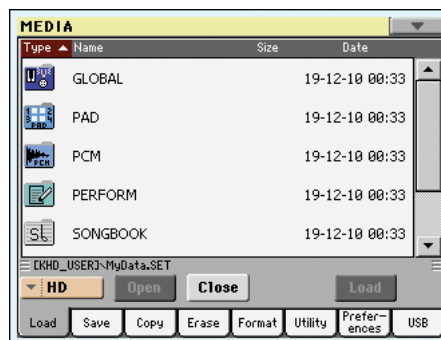 MEDIA
Type Name Size Date
GLOBAL 19-12-10 00:33
PAD 19-12-10 00:33
PCM PCM 19-12-10 00:33
PERFORM 19-12-10 00:33
SONGBOOK 19-12-10 00:33
[KHD_USER]\MyData.SET
HD Open Close Load
Load Save Copy Erase Format Utility Prefer-ences USB